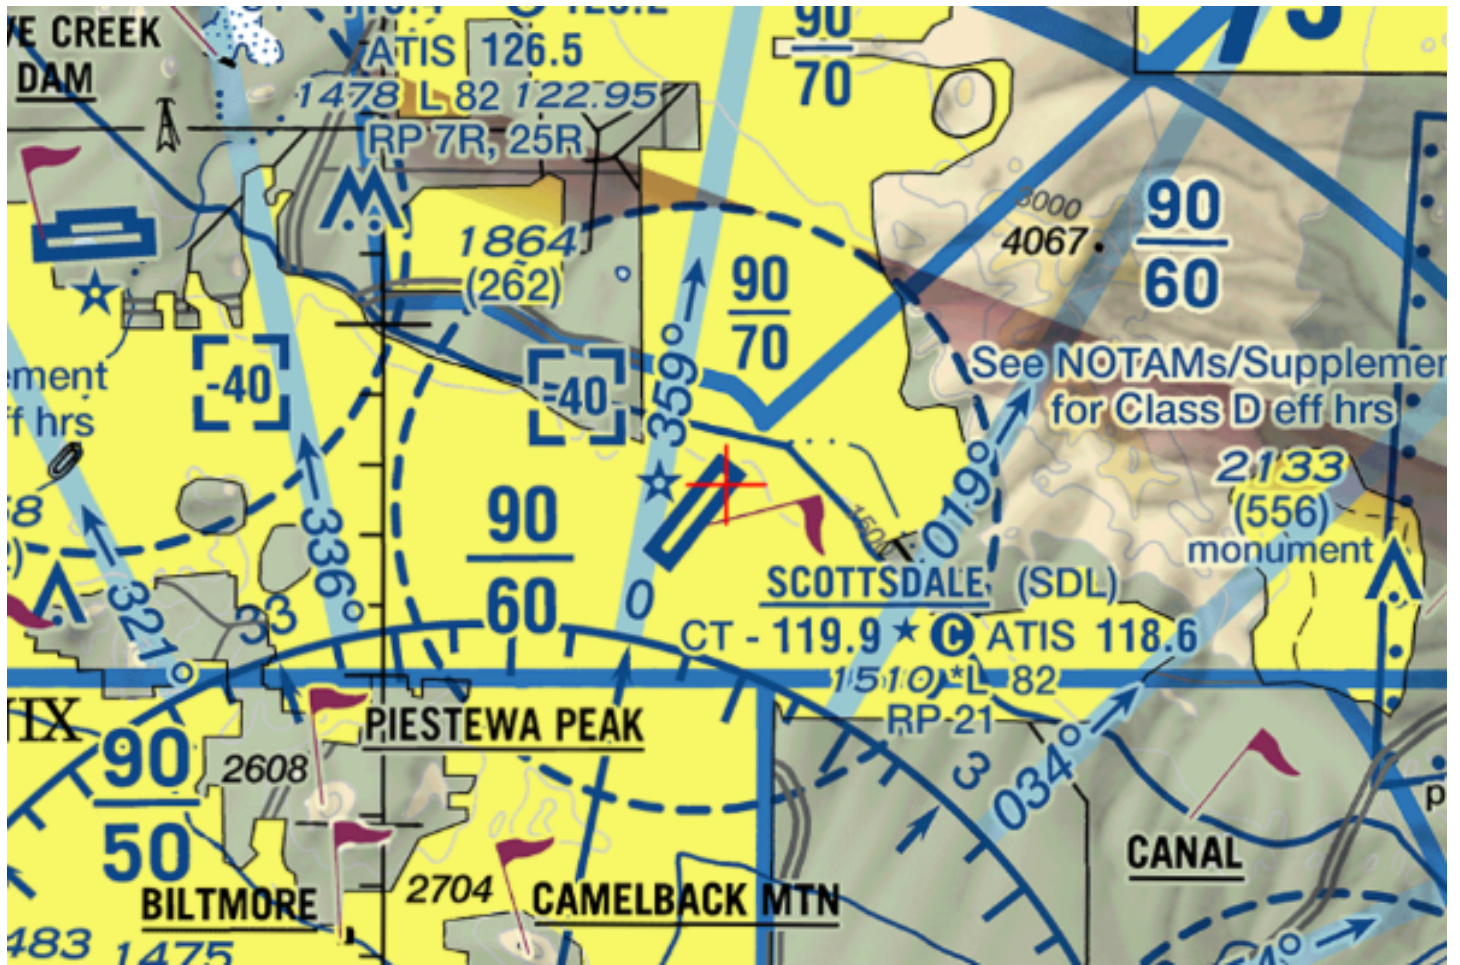 ATIS 126.5
VE CREEK
DAM
1478 L 82 122.95
RP 7R, 25R
90
70
3000
4067
90
60
1864
(262)
90
70
359°
-40
-40
ement
ff hrs
See NOTAMs/Supplemen
for Class D eff hrs
019°
2133
(556)
monument
90
60
336°
321°
33
0
1500
SCOTTSDALE (SDL)
CT - 119.9 ★ C ATIS 118.6
1510 *L 82
RP 21
NIX
PIESTEWA PEAK
2608
90
50
3
034°
CANAL
BILTMORE
2704
CAMELBACK MTN
483
1475